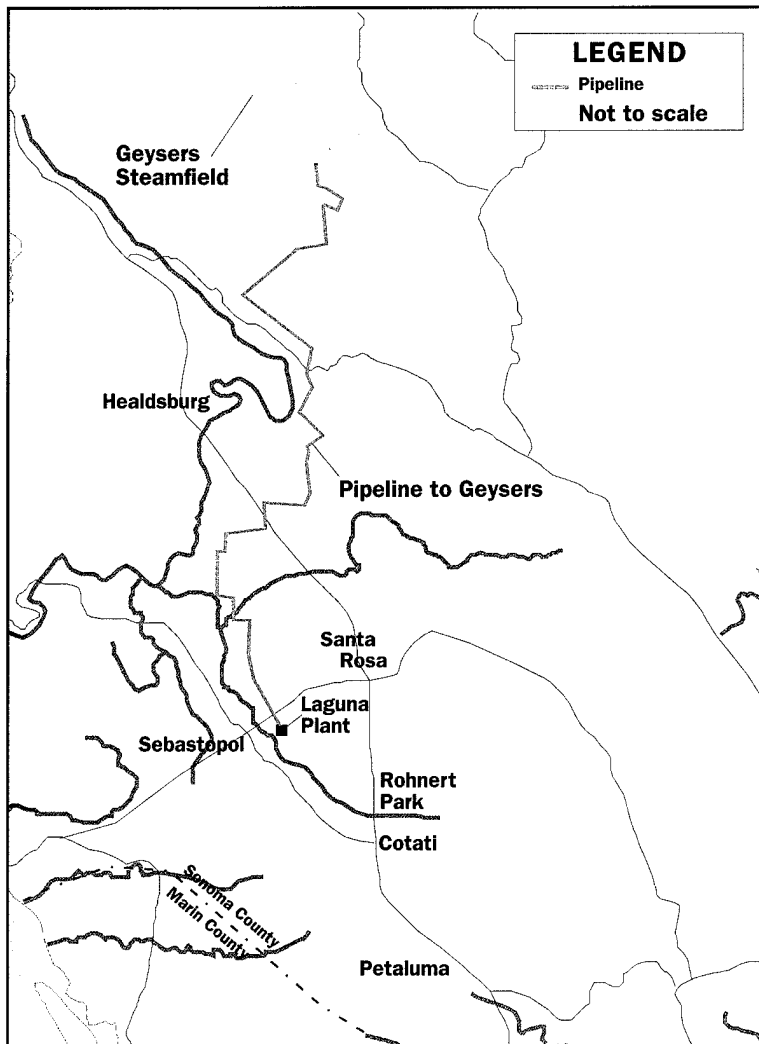 LEGEND
Pipeline
Not to scale
Geysers
Steamfield
Healdsburg
Pipeline to Geysers
Santa
Rosa
Laguna
Plant
Sebastopol
Rohnert
Park
Cotati
Sonoma County
Marin County
Petaluma